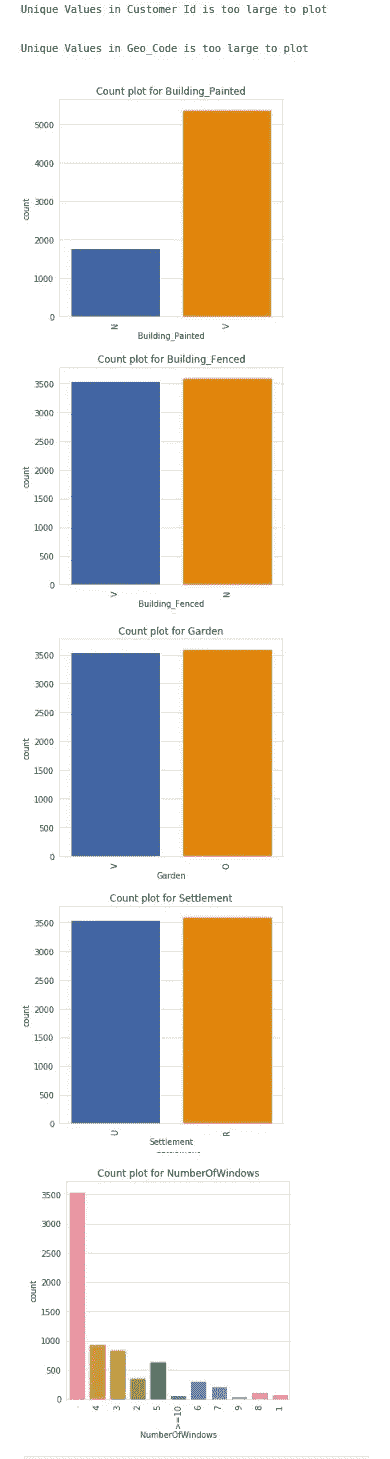 Unique Values in Customer Id is too large to plot
Unique Values in Geo_Code is too large to plot
Count plot for Building_Painted
5000
4000
3000
2000
1000
0
count
N V
Building_Painted
Count plot for Building_Fenced
3500
3000
2500
2000
1500
1000
500
0
count
V N
Building_Fenced
Count plot for Garden
3500
3000
2500
2000
1500
1000
500
0
count
V O
Garden
Count plot for Settlement
3500
3000
2500
2000
1500
1000
500
0
count
U R
Settlement
Count plot for NumberOfWindows
3500
3000
2500
2000
1500
1000
500
0
count
. 4 3 2 5 >=10 6 7 9 8 1
NumberOfWindows